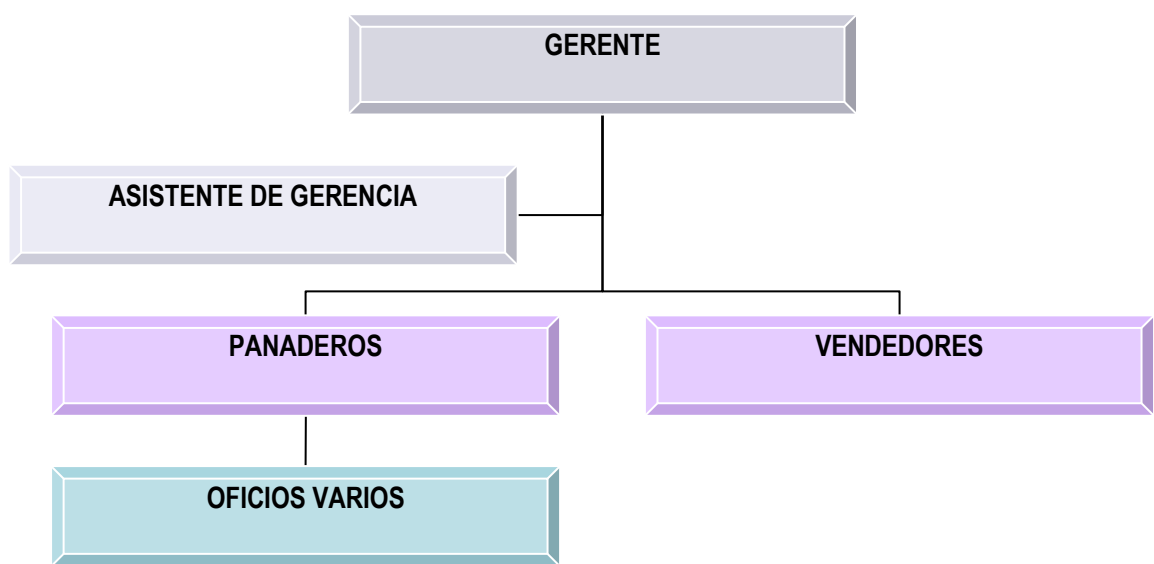 GERENTE
ASISTENTE DE GERENCIA
PANADEROS
VENDEDORES
OFICIOS VARIOS